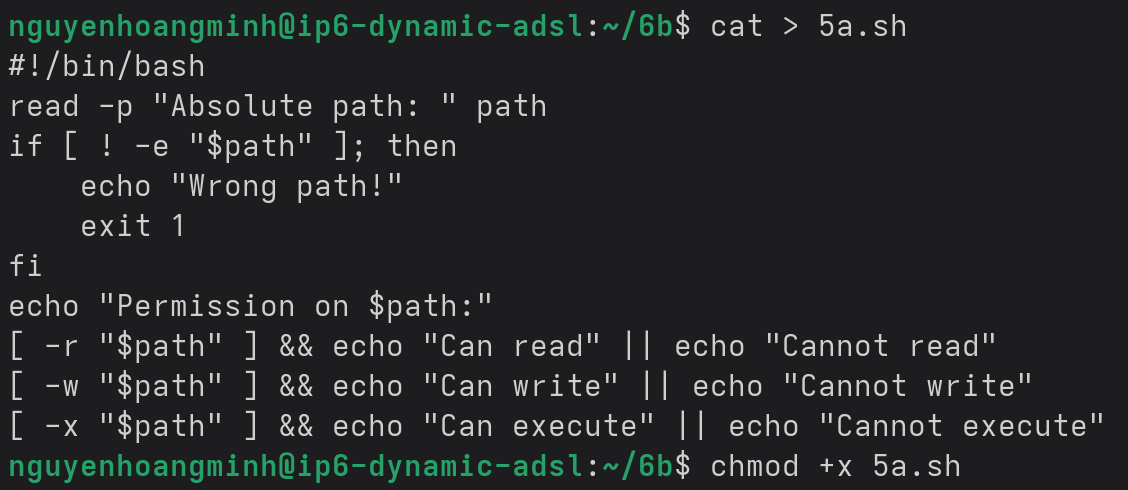 nguyenhoangminh@ip6-dynamic-adsl:~/6b$ cat > 5a.sh
#!/bin/bash
read -p "Absolute path: " path
if [ ! -e "$path" ]; then
    echo "Wrong path!"
    exit 1
fi
echo "Permission on $path:"
[ -r "$path" ] && echo "Can read" || echo "Cannot read"
[ -w "$path" ] && echo "Can write" || echo "Cannot write"
[ -x "$path" ] && echo "Can execute" || echo "Cannot execute"
nguyenhoangminh@ip6-dynamic-adsl:~/6b$ chmod +x 5a.sh